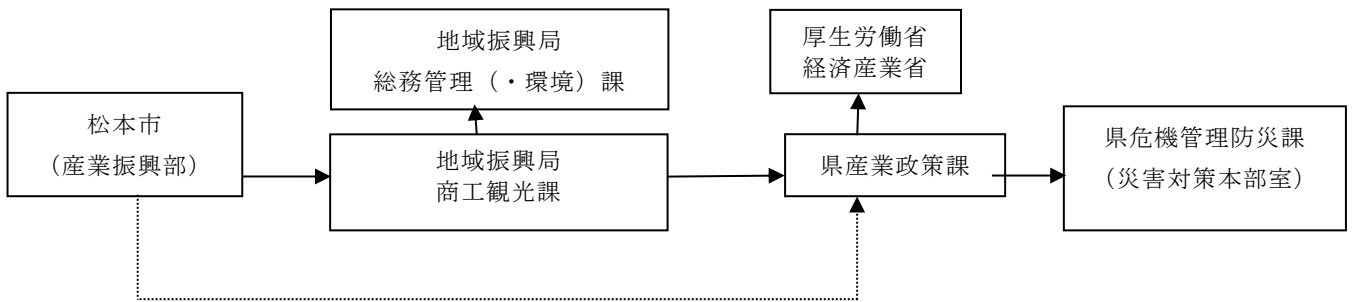 松本市
（産業振興部）
地域振興局
総務管理（・環境）課
地域振興局
商工観光課
厚生労働省
経済産業省
県産業政策課
県危機管理防災課
（災害対策本部室）